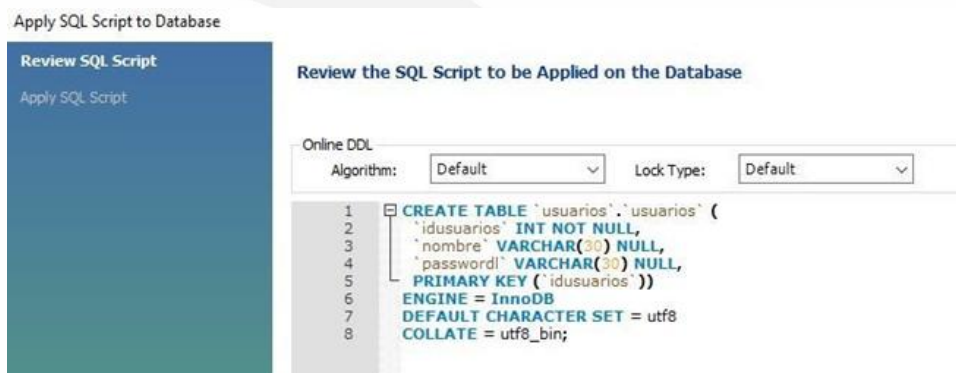 Apply SQL Script to Database
Review SQL Script
Apply SQL Script
Review the SQL Script to be Applied on the Database
Online DDL
Algorithm: Default Lock Type: Default
1 CREATE TABLE `usuarios`.`usuarios` (
2 `idusuarios` INT NOT NULL,
3 `nombre` VARCHAR(30) NULL,
4 `passwordl` VARCHAR(30) NULL,
5 PRIMARY KEY (`idusuarios`))
6 ENGINE = InnoDB
7 DEFAULT CHARACTER SET = utf8
8 COLLATE = utf8_bin;